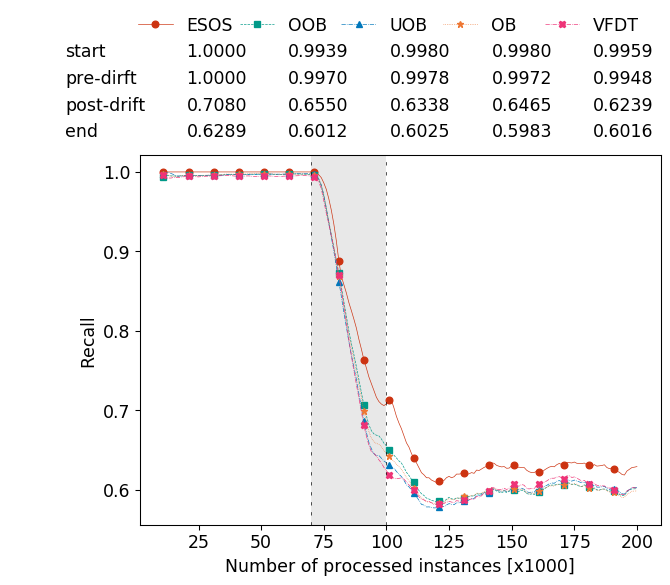 ESOS OOB UOB OB VFDT
start 1.0000 0.9939 0.9980 0.9980 0.9959
pre-dirft 1.0000 0.9970 0.9978 0.9972 0.9948
post-drift 0.7080 0.6550 0.6338 0.6465 0.6239
end 0.6289 0.6012 0.6025 0.5983 0.6016
1.0
0.9
0.8
0.7
0.6
Recall
25 50 75 100 125 150 175 200
Number of processed instances [x1000]